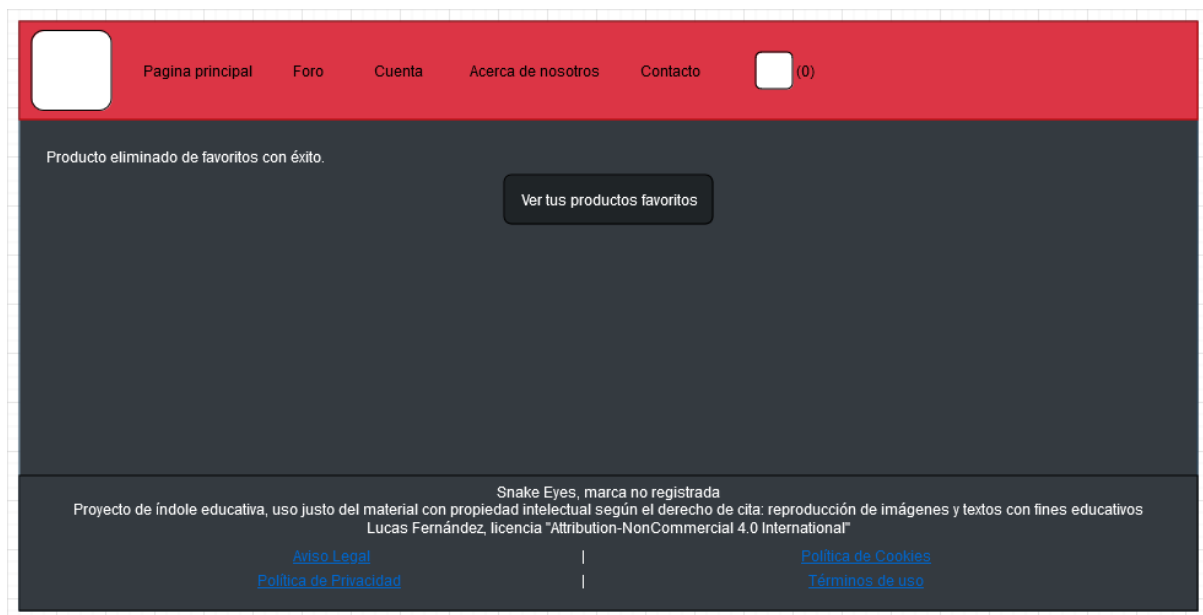 Pagina principal Foro Cuenta Acerca de nosotros Contacto (0)
Producto eliminado de favoritos con éxito.
Ver tus productos favoritos
Snake Eyes, marca no registrada
Proyecto de índole educativa, uso justo del material con propiedad intelectual según el derecho de cita: reproducción de imágenes y textos con fines educativos
Lucas Fernández, licencia "Attribution-NonCommercial 4.0 International"
Aviso Legal | Política de Cookies
Política de Privacidad | Términos de uso